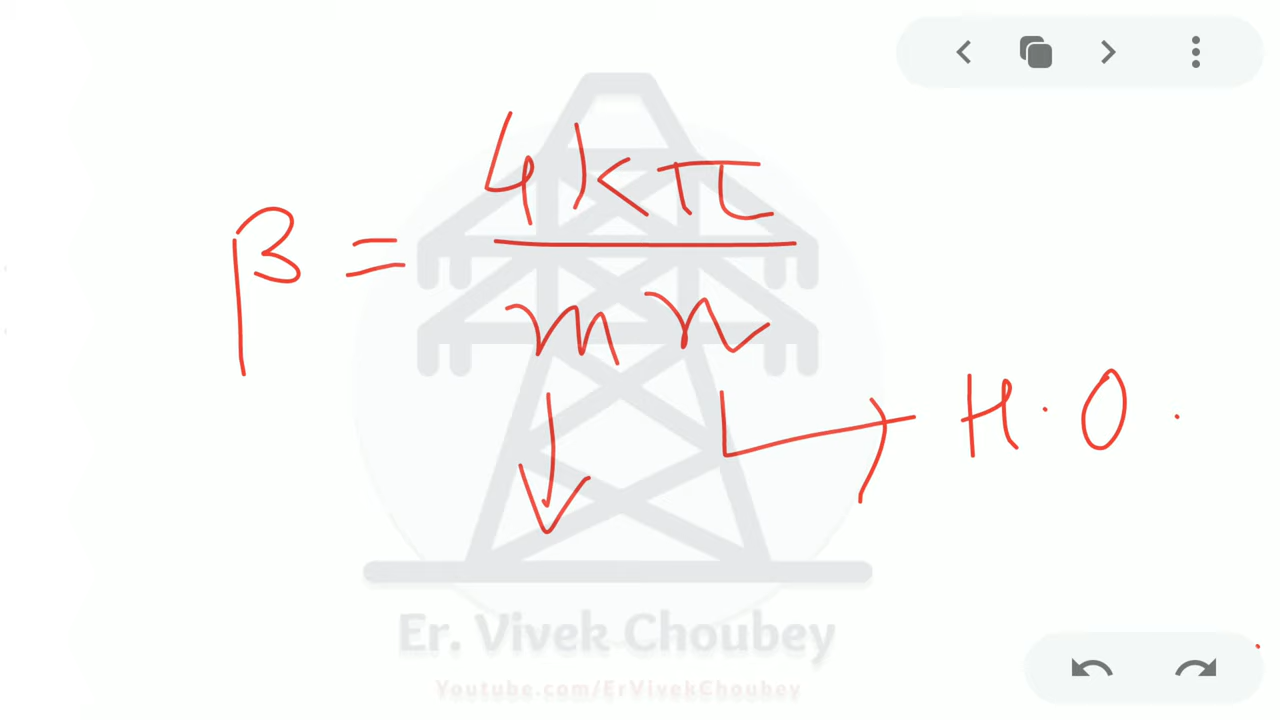 β = 4kπ / mn
H.O.
Er. Vivek Choubey
Youtube.com/ErVivekChoubey